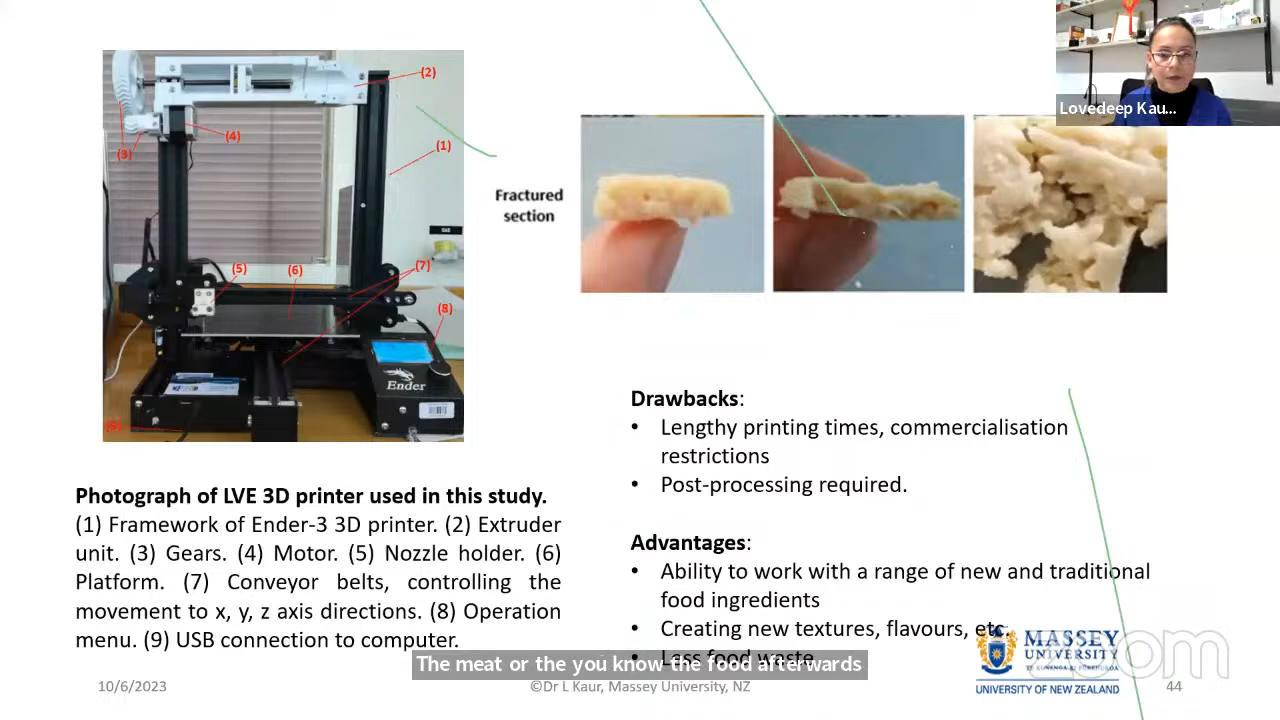 (2)
(4)
(3)
(1)
(5)
(6)
(7)
(8)
Ender
Lovedeep Kau...
Fractured
section
Photograph of LVE 3D printer used in this study.
(1) Framework of Ender-3 3D printer. (2) Extruder
unit. (3) Gears. (4) Motor. (5) Nozzle holder. (6)
Platform. (7) Conveyor belts, controlling the
movement to x, y, z axis directions. (8) Operation
menu. (9) USB connection to computer.
Drawbacks:
• Lengthy printing times, commercialisation
restrictions
• Post-processing required.
Advantages:
• Ability to work with a range of new and traditional
food ingredients
• Creating new textures, flavours, etc.
• Less food waste
The meat or the you know the food afterwards
MASSEY
UNIVERSITY
TE KUNENGA KI PŪREHUROA
UNIVERSITY OF NEW ZEALAND
zoom
10/6/2023
©Dr L Kaur, Massey University, NZ
44